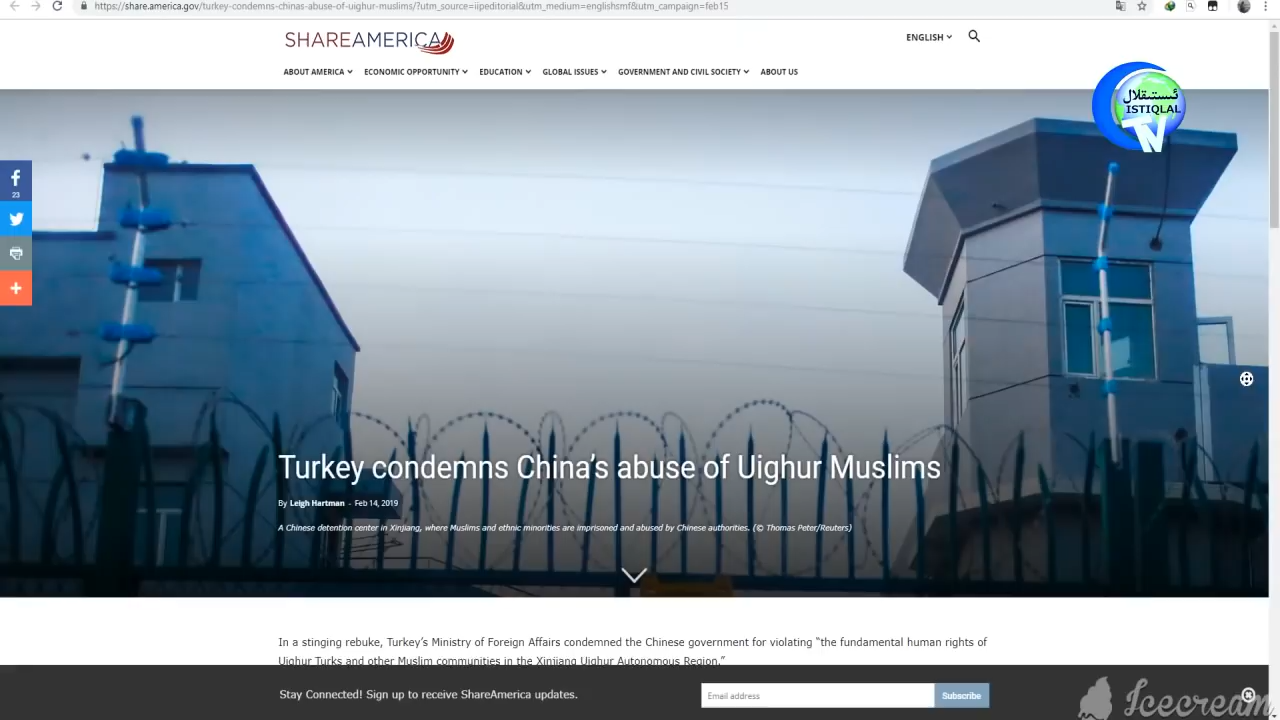 https://share.america.gov/turkey-condemns-chinas-abuse-of-uighur-muslims/?utm_source=iipeditorial&utm_medium=englishsmf&utm_campaign=feb15
SHAREAMERICA
ENGLISH
ABOUT AMERICA ECONOMIC OPPORTUNITY EDUCATION GLOBAL ISSUES GOVERNMENT AND CIVIL SOCIETY ABOUT US
ئىستىقلال
ISTIQLAL
TV
23
Turkey condemns China’s abuse of Uighur Muslims
By Leigh Hartman - Feb 14, 2019
A Chinese detention center in Xinjiang, where Muslims and ethnic minorities are imprisoned and abused by Chinese authorities. (© Thomas Peter/Reuters)
In a stinging rebuke, Turkey’s Ministry of Foreign Affairs condemned the Chinese government for violating “the fundamental human rights of
Uighur Turks and other Muslim communities in the Xinjiang Uighur Autonomous Region.”
Stay Connected! Sign up to receive ShareAmerica updates.
Email address
Subscribe
Icecream